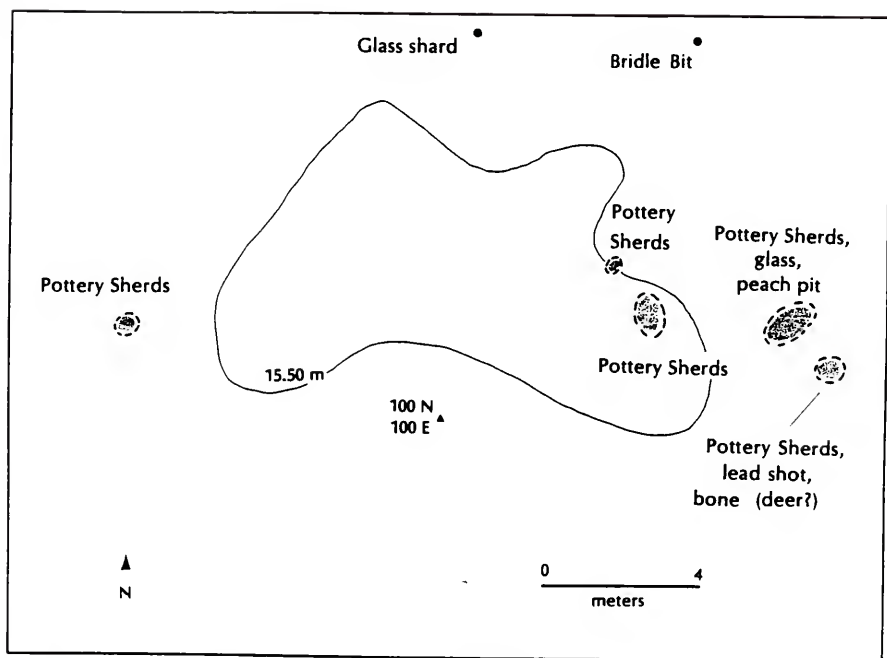 Glass shard
Bridle Bit
Pottery
Sherds
Pottery Sherds,
glass,
peach pit
Pottery Sherds
Pottery Sherds
15.50 m
100 N
100 E
Pottery Sherds,
lead shot,
bone (deer?)
N
0 4
meters